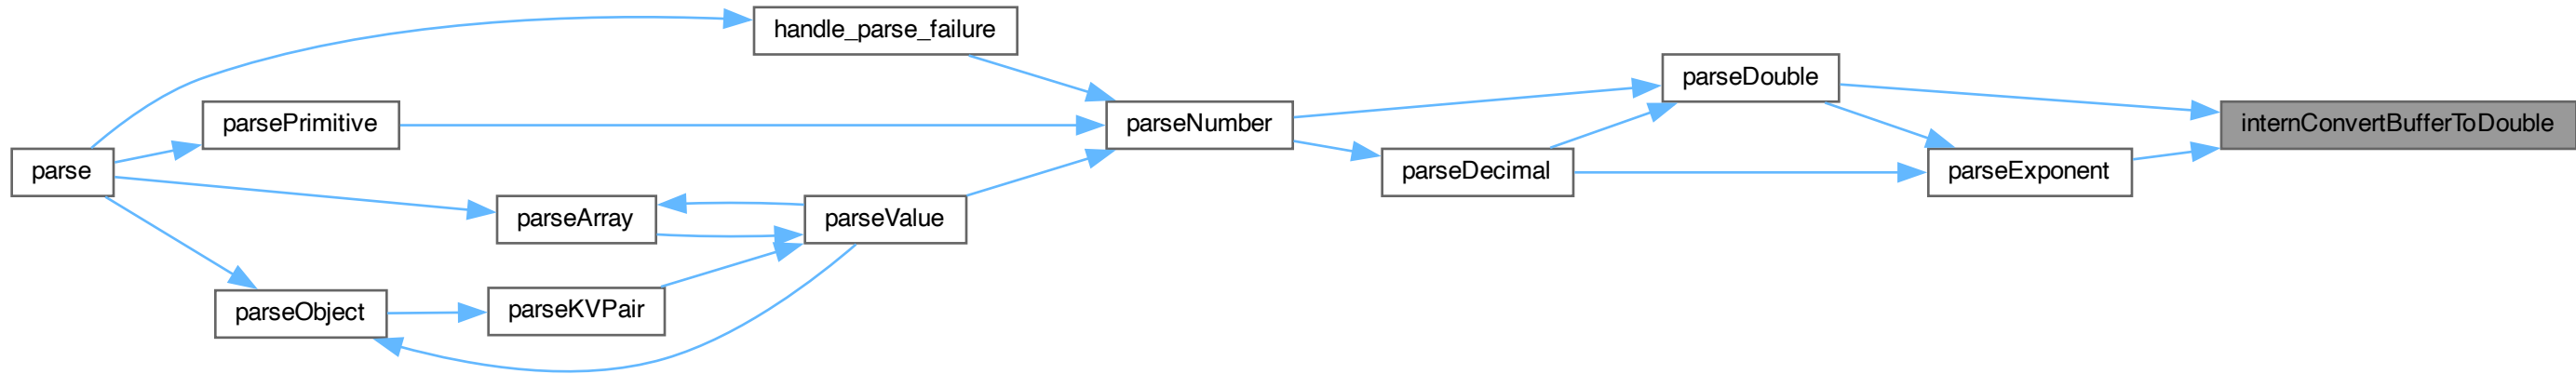 handle_parse_failure
parsePrimitive
parse
parseArray
parseObject
parseKVPair
parseValue
parseNumber
parseDouble
parseDecimal
parseExponent
internConvertBufferToDouble